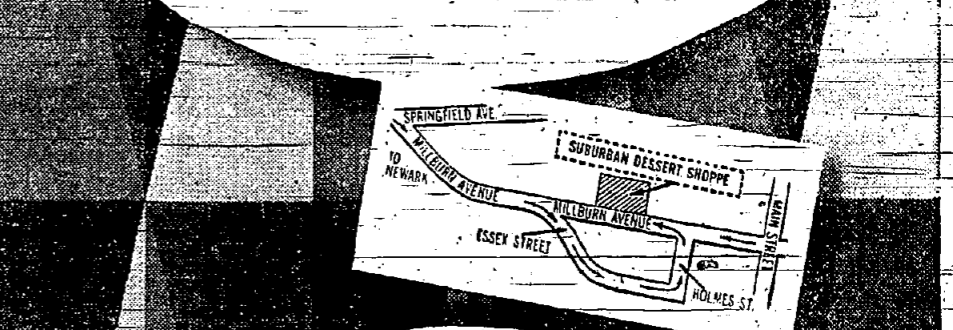 SPRINGFIELD AVE.
SUBURBAN DESSERT SHOPPE
TO
NEWARK
MILLBURN AVENUE
MILLBURN AVENUE
MAIN STREET
ESSEX STREET
HOLMES ST.